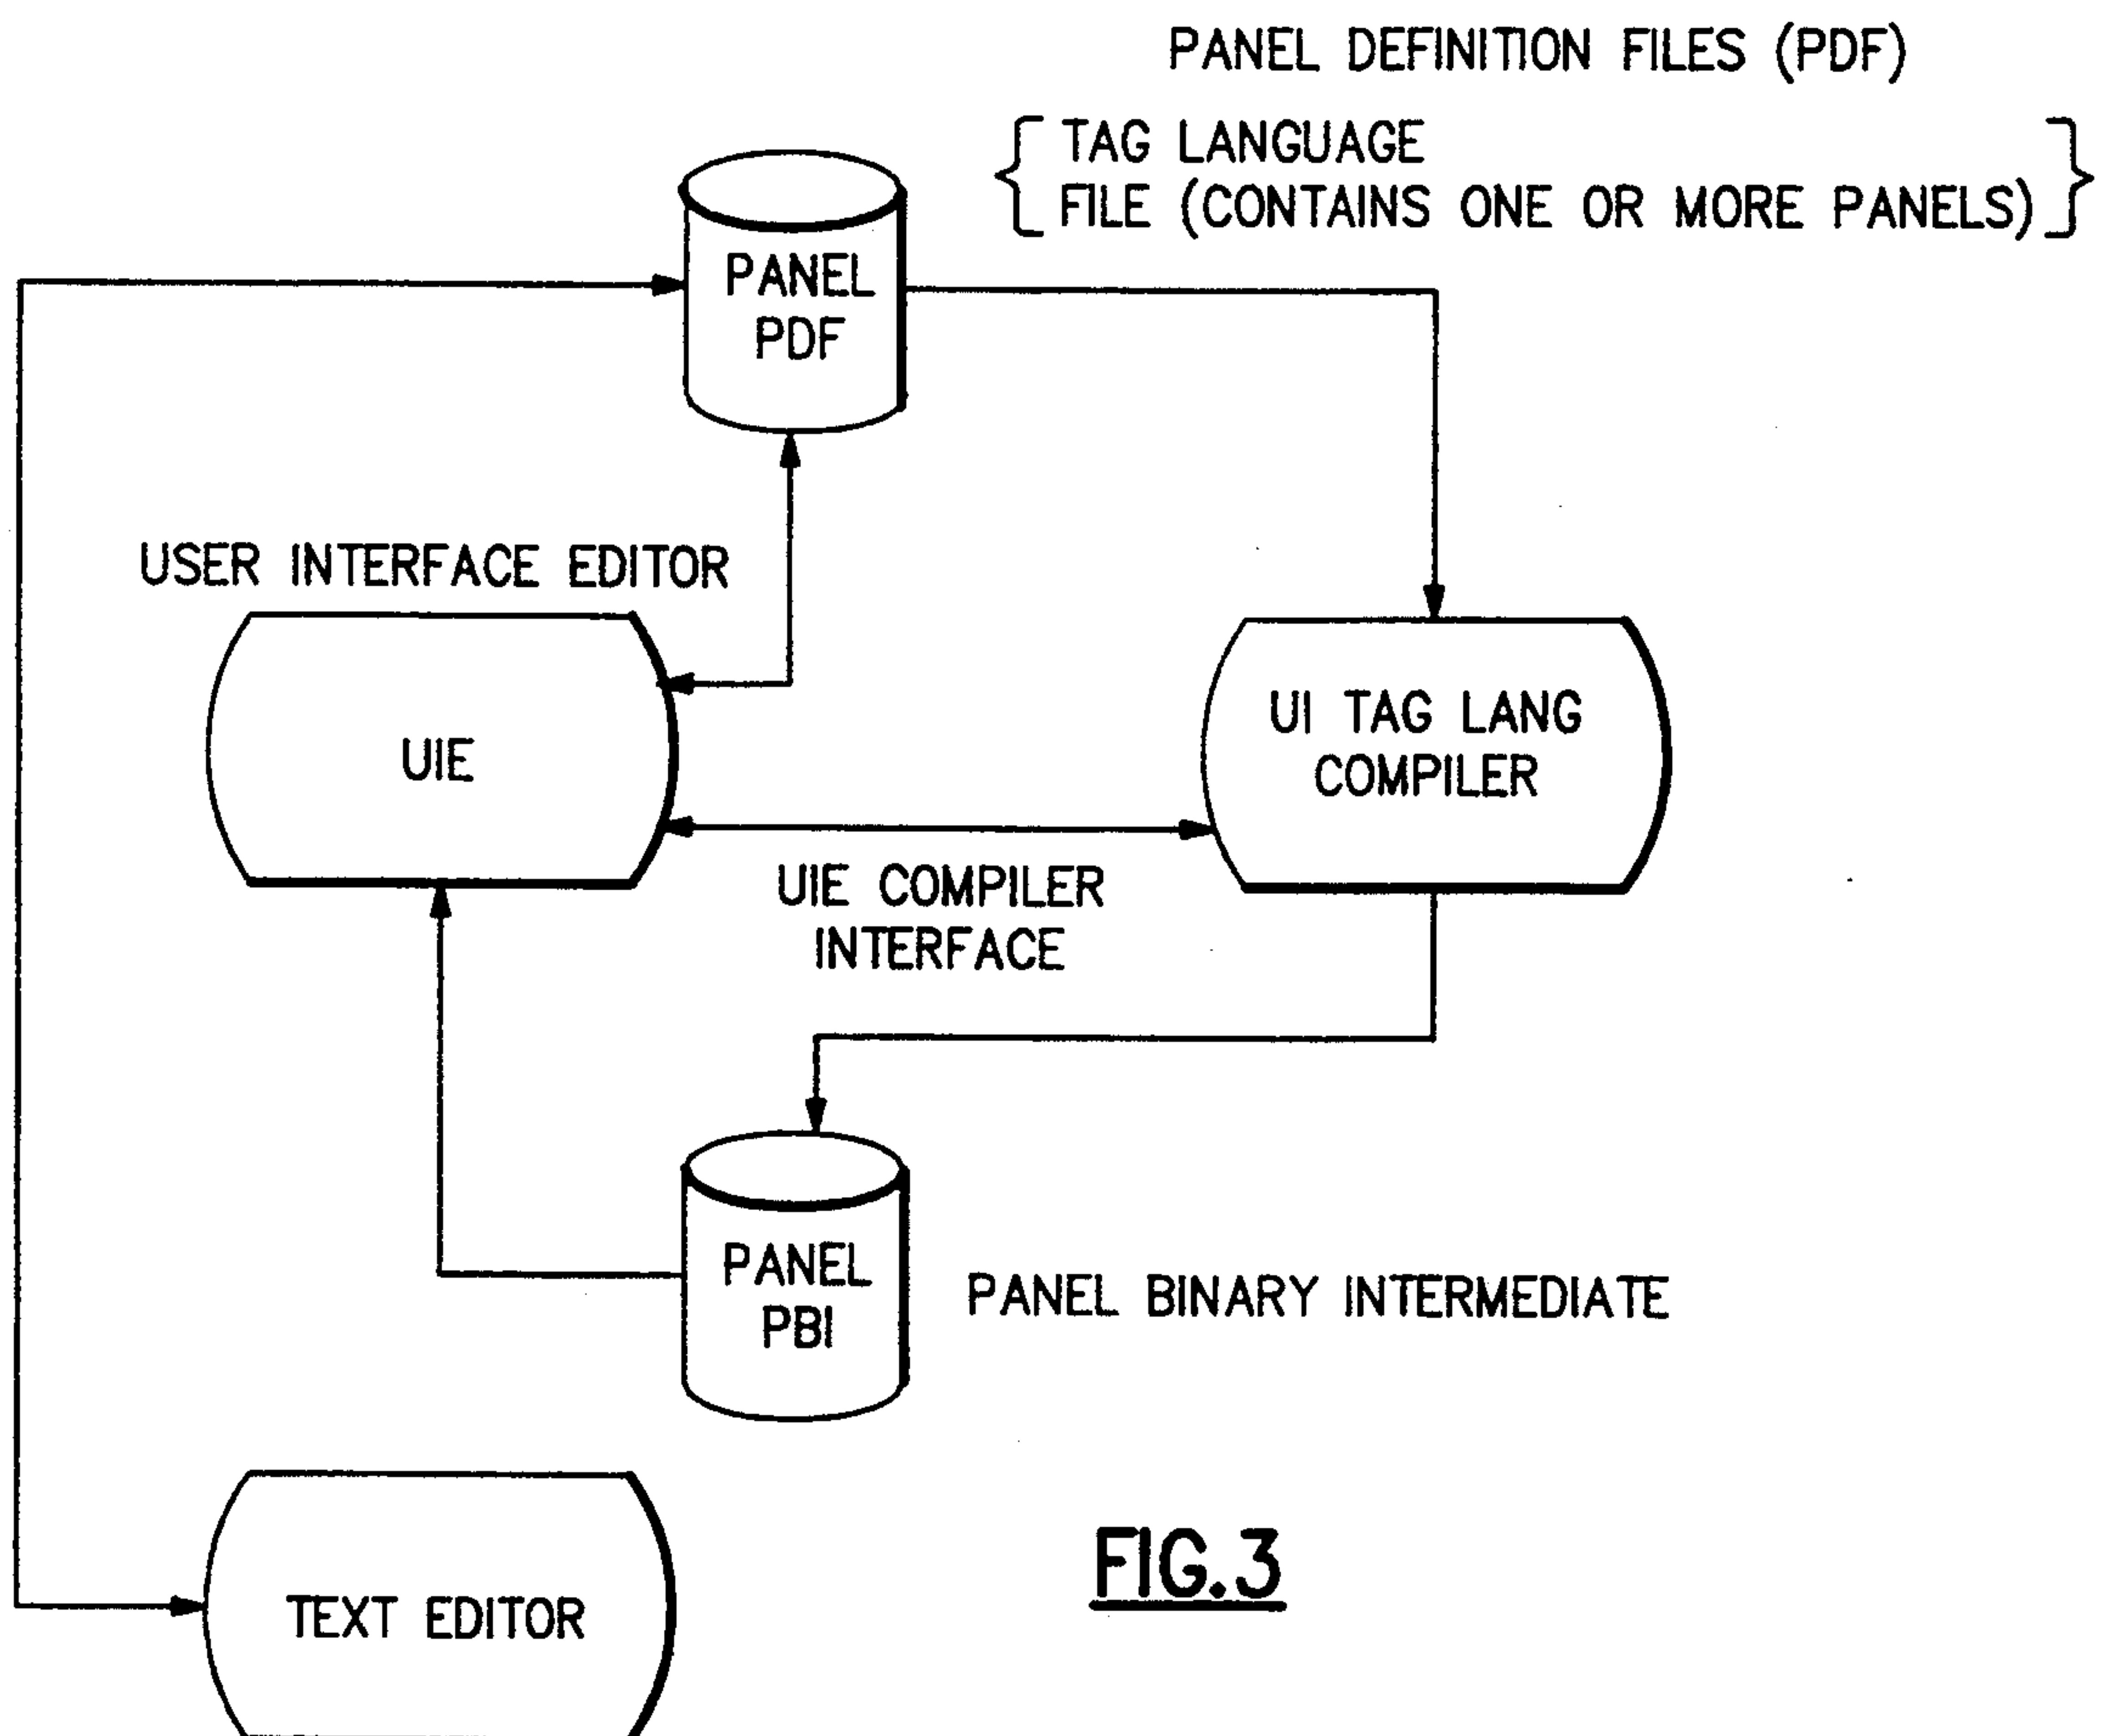 PANEL DEFINITION FILES (PDF)
TAG LANGUAGE
FILE (CONTAINS ONE OR MORE PANELS)
PANEL
PDF
USER INTERFACE EDITOR
UIE
UI TAG LANG
COMPILER
UIE COMPILER
INTERFACE
PANEL
PBI
PANEL BINARY INTERMEDIATE
TEXT EDITOR
FIG.3